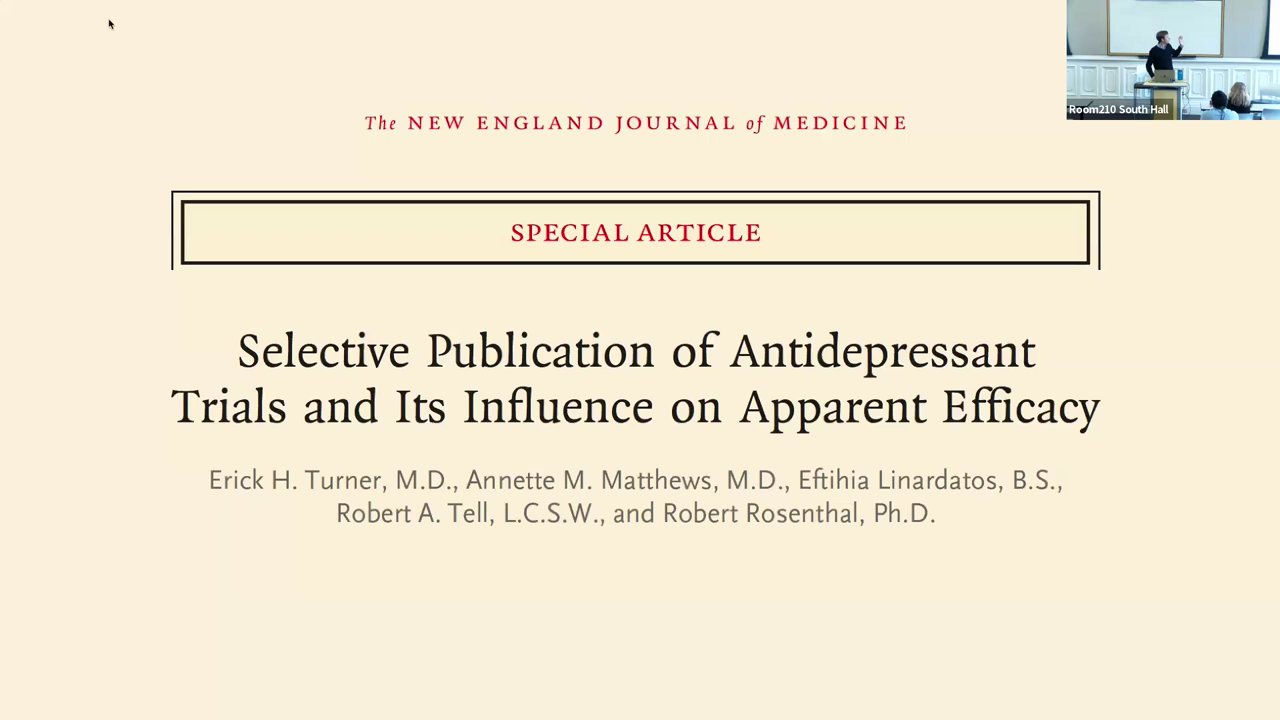 The NEW ENGLAND JOURNAL of MEDICINE
SPECIAL ARTICLE
Selective Publication of Antidepressant
Trials and Its Influence on Apparent Efficacy
Erick H. Turner, M.D., Annette M. Matthews, M.D., Eftihia Linardatos, B.S.,
Robert A. Tell, L.C.S.W., and Robert Rosenthal, Ph.D.
Room210 South Hall